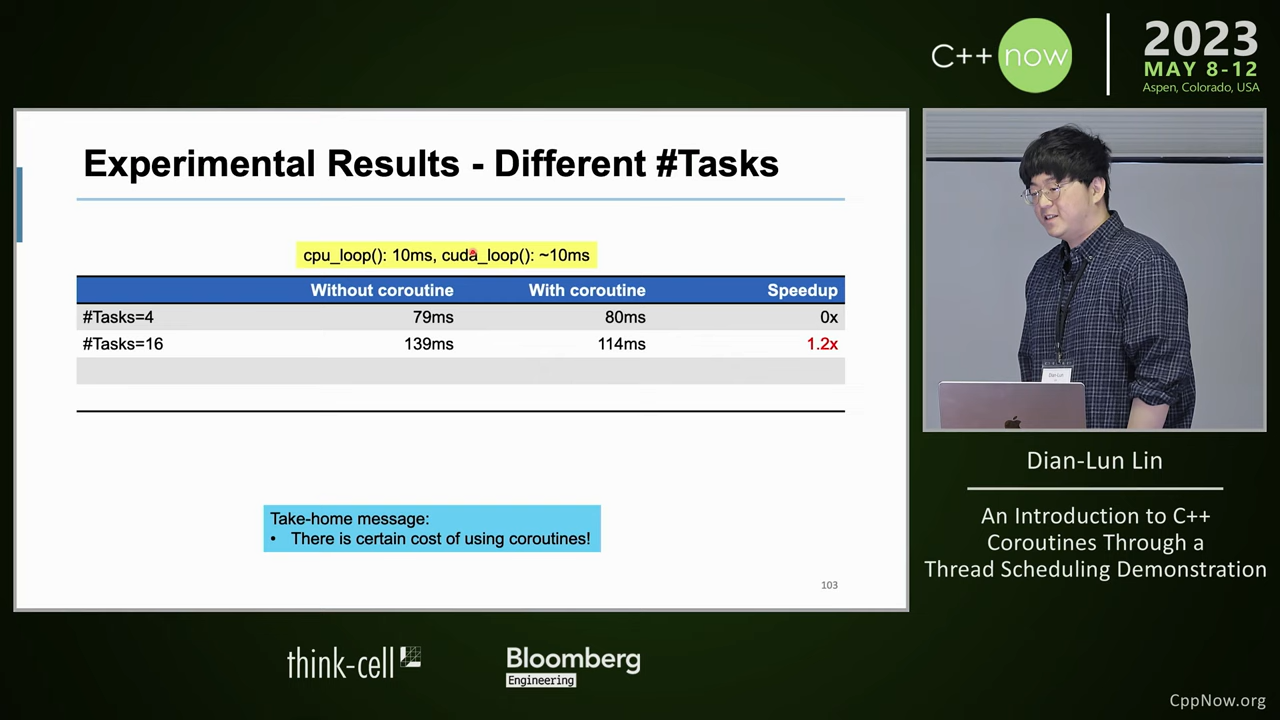 C++ now
2023
MAY 8-12
Aspen, Colorado, USA
Experimental Results - Different #Tasks
cpu_loop(): 10ms, cuda_loop(): ~10ms
Without coroutine With coroutine Speedup
#Tasks=4 79ms 80ms 0x
#Tasks=16 139ms 114ms 1.2x
Take-home message:
• There is certain cost of using coroutines!
103
Dian-Lun
Dian-Lun Lin
An Introduction to C++
Coroutines Through a
Thread Scheduling Demonstration
think-cell
Bloomberg
Engineering
CppNow.org